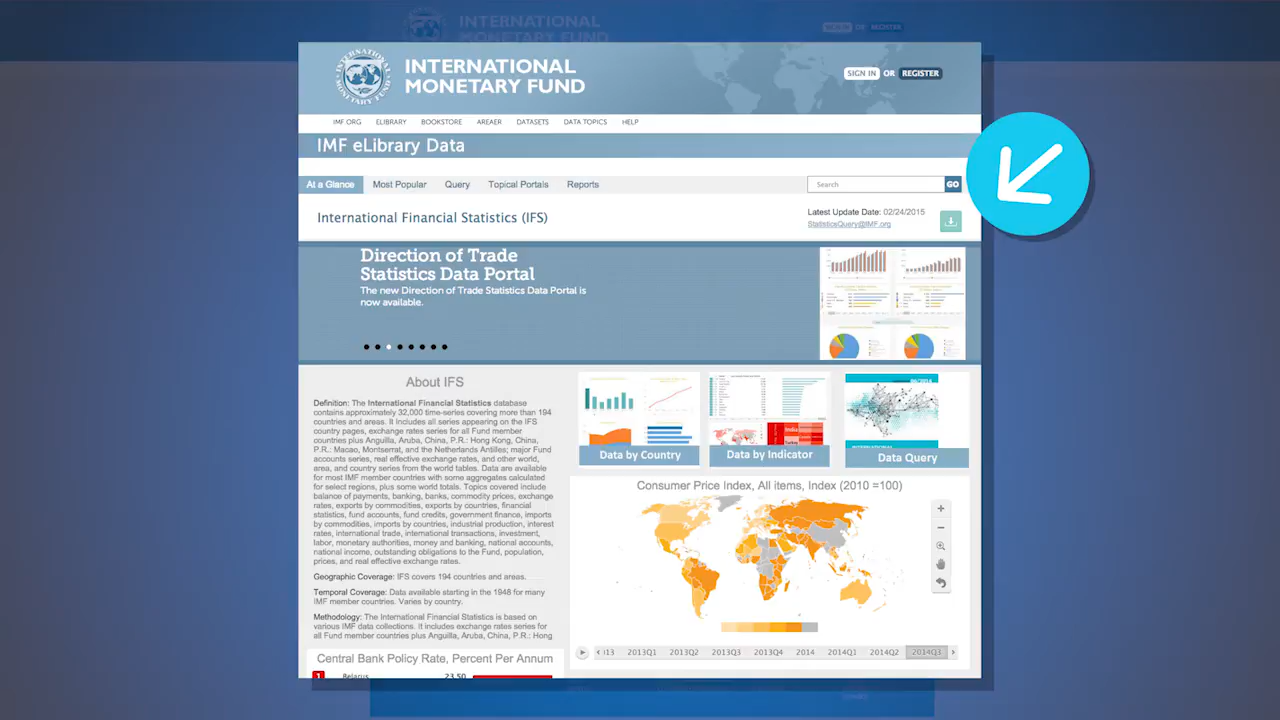 INTERNATIONAL
MONETARY FUND
SIGN IN OR REGISTER
IMF ORG ELIBRARY BOOKSTORE AREAER DATASETS DATA TOPICS HELP
IMF eLibrary Data
At a Glance Most Popular Query Topical Portals Reports Search GO
International Financial Statistics (IFS)
Latest Update Date: 02/24/2015
StatisticsQuery@IMF.org
Direction of Trade
Statistics Data Portal
The new Direction of Trade Statistics Data Portal is
now available.
About IFS
Definition: The International Financial Statistics database
contains approximately 32,000 time-series covering more than 194
countries and areas. It Includes all series appearing on the IFS
country pages, exchange rates series for all Fund member
countries plus Anguilla, Aruba, China, P.R.: Hong Kong, China,
P.R.: Macao, Montserrat, and the Netherlands Antilles; major Fund
accounts series, real effective exchange rates, and other world,
area, and country series from the world tables. Data are available
for most IMF member countries with some aggregates calculated
for select regions, plus some world totals. Topics covered include
balance of payments, banking, banks, commodity prices, exchange
rates, exports by commodities, exports by countries, financial
statistics, fund accounts, fund credits, government finance, imports
by commodities, imports by countries, industrial production, interest
rates, international trade, international transactions, investment,
labor, monetary authorities, money and banking, national accounts,
national income, outstanding obligations to the Fund, population,
prices, and real effective exchange rates.
Geographic Coverage: IFS covers 194 countries and areas.
Temporal Coverage: Data available starting in the 1948 for many
IMF member countries. Varies by country.
Methodology: The International Financial Statistics is based on
various IMF data collections. It includes exchange rates series for
all Fund member countries plus Anguilla, Aruba, China, P.R.: Hong
Central Bank Policy Rate, Percent Per Annum
1 Belarus 23.50
India
Turkey
Data by Country
Data by Indicator
Data Query
Consumer Price Index, All items, Index (2010 =100)
2013Q1 2013Q2 2013Q3 2013Q4 2014 2014Q1 2014Q2 2014Q3